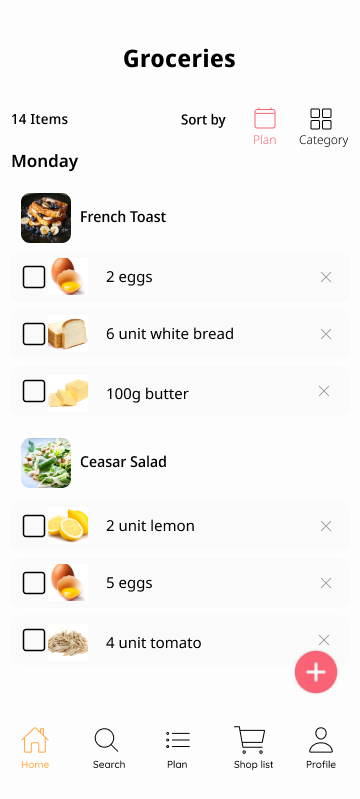 Groceries
14 Items
Sort by
Plan
Category
Monday
French Toast
2 eggs
6 unit white bread
100g butter
Ceasar Salad
2 unit lemon
5 eggs
4 unit tomato
Home
Search
Plan
Shop list
Profile